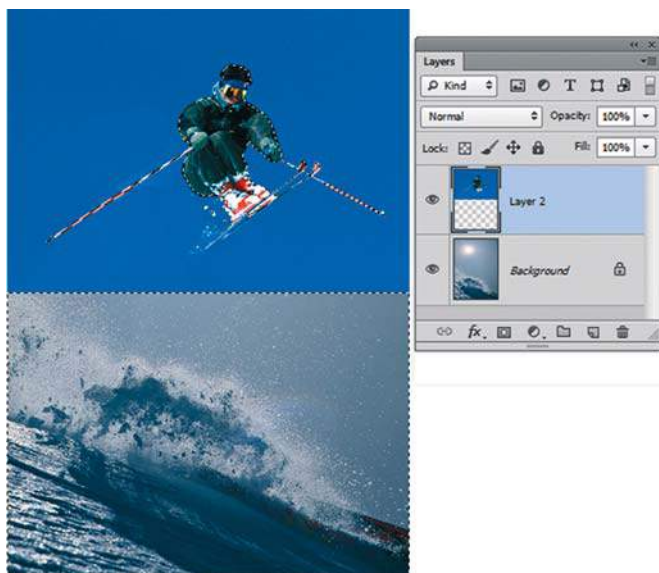 Layers
Kind
Normal Opacity: 100%
Lock: Fill: 100%
Layer 2
Background
fx